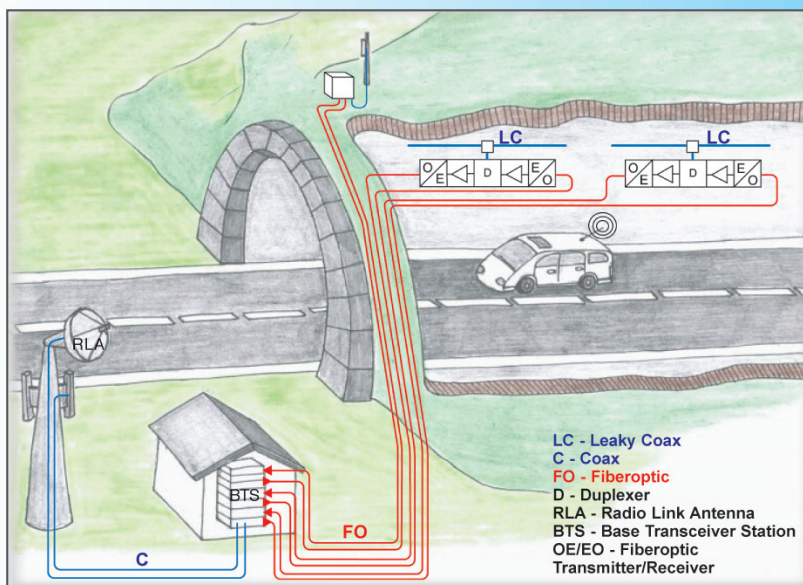 LC
LC
O/E
D
E/O
O/E
D
E/O
RLA
BTS
FO
C
LC - Leaky Coax
C - Coax
FO - Fiberoptic
D - Duplexer
RLA - Radio Link Antenna
BTS - Base Transceiver Station
OE/EO - Fiberoptic
Transmitter/Receiver